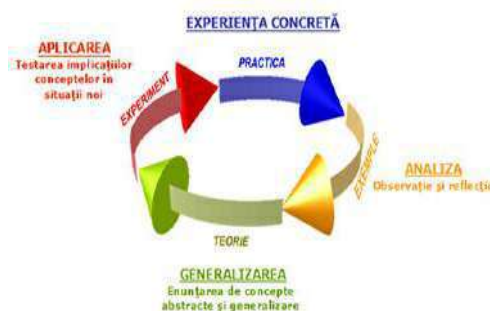 EXPERIENȚA CONCRETĂ
APLICAREA
Testarea implicațiilor
conceptelor în
situații noi
PRACTICA
EXPERIMENT
EXEMPLE
ANALIZA
Observație și reflecți
TEORIE
GENERALIZAREA
Enunțarea de concepte
abstracte și generalizare